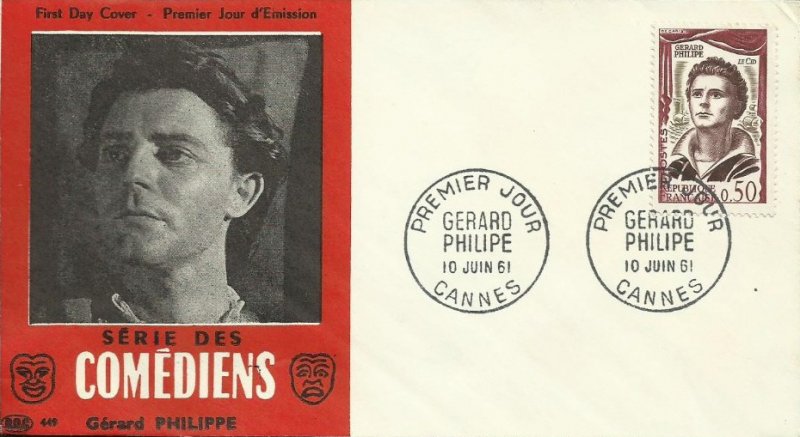 First Day Cover - Premier Jour d'Emission
SÉRIE DES
COMÉDIENS
449 Gérard PHILIPPE
GERARD
PHILIPE
LE CID
POSTES
REPUBLIQUE
FRANÇAISE 0.50
PREMIER JOUR
GERARD
PHILIPE
10 JUIN 61
CANNES
PREMIER JOUR
GERARD
PHILIPE
10 JUIN 61
CANNES